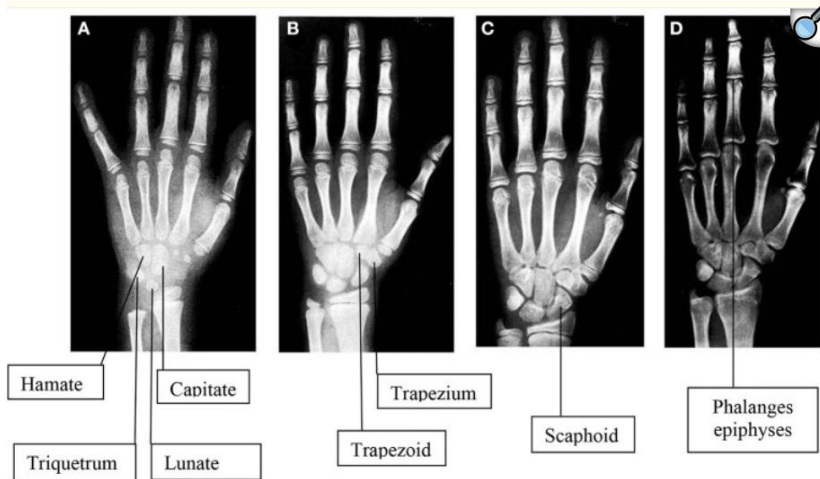 A
B
C
D
Hamate
Capitate
Trapezium
Phalanges
epiphyses
Scaphoid
Trapezoid
Triquetrum
Lunate